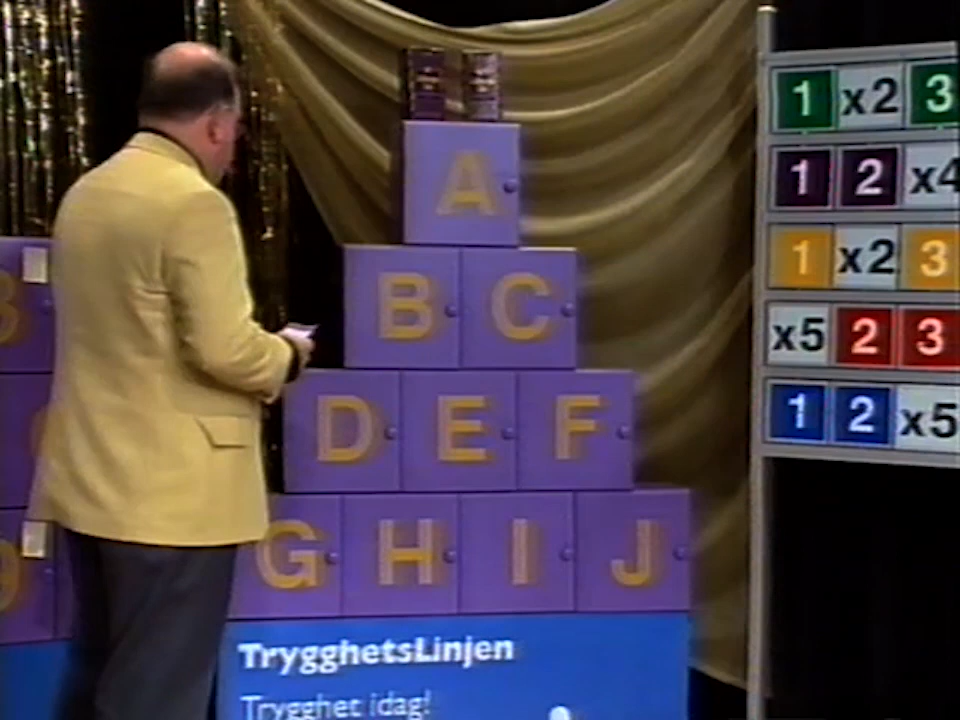 A
B C
D E F
G H I J
TrygghetsLinjen
Trygghet idag!
1 x2 3
1 2 x4
1 x2 3
x5 2 3
1 2 x5